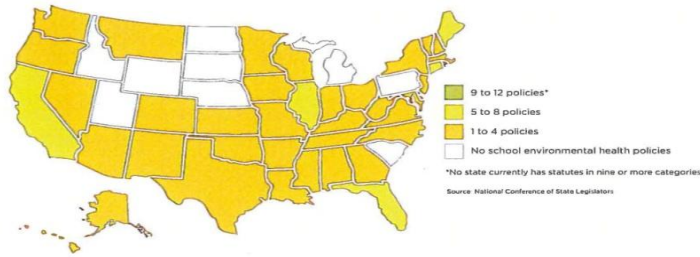 9 to 12 policies*
5 to 8 policies
1 to 4 policies
No school environmental health policies
*No state currently has statutes in nine or more categories
Source National Conference of State Legislators